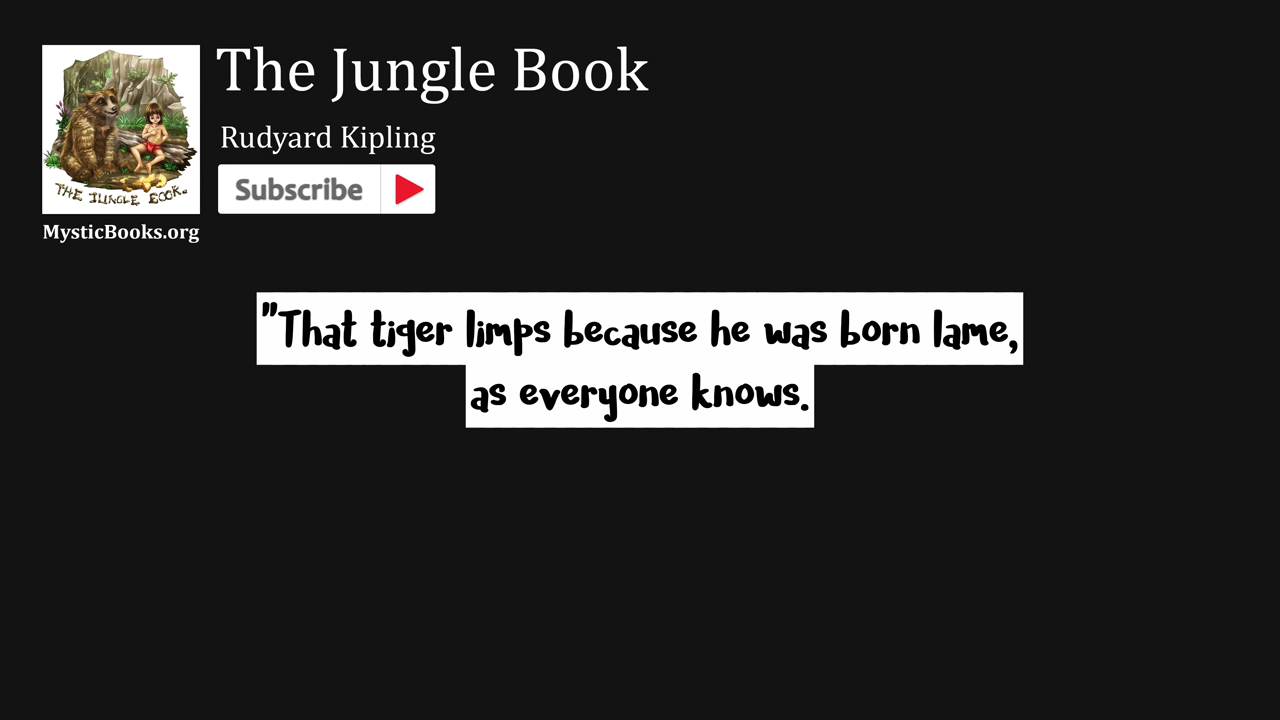 The Jungle Book
Rudyard Kipling
Subscribe
THE JUNGLE BOOK.
MysticBooks.org
"That tiger limps because he was born lame,
as everyone knows.